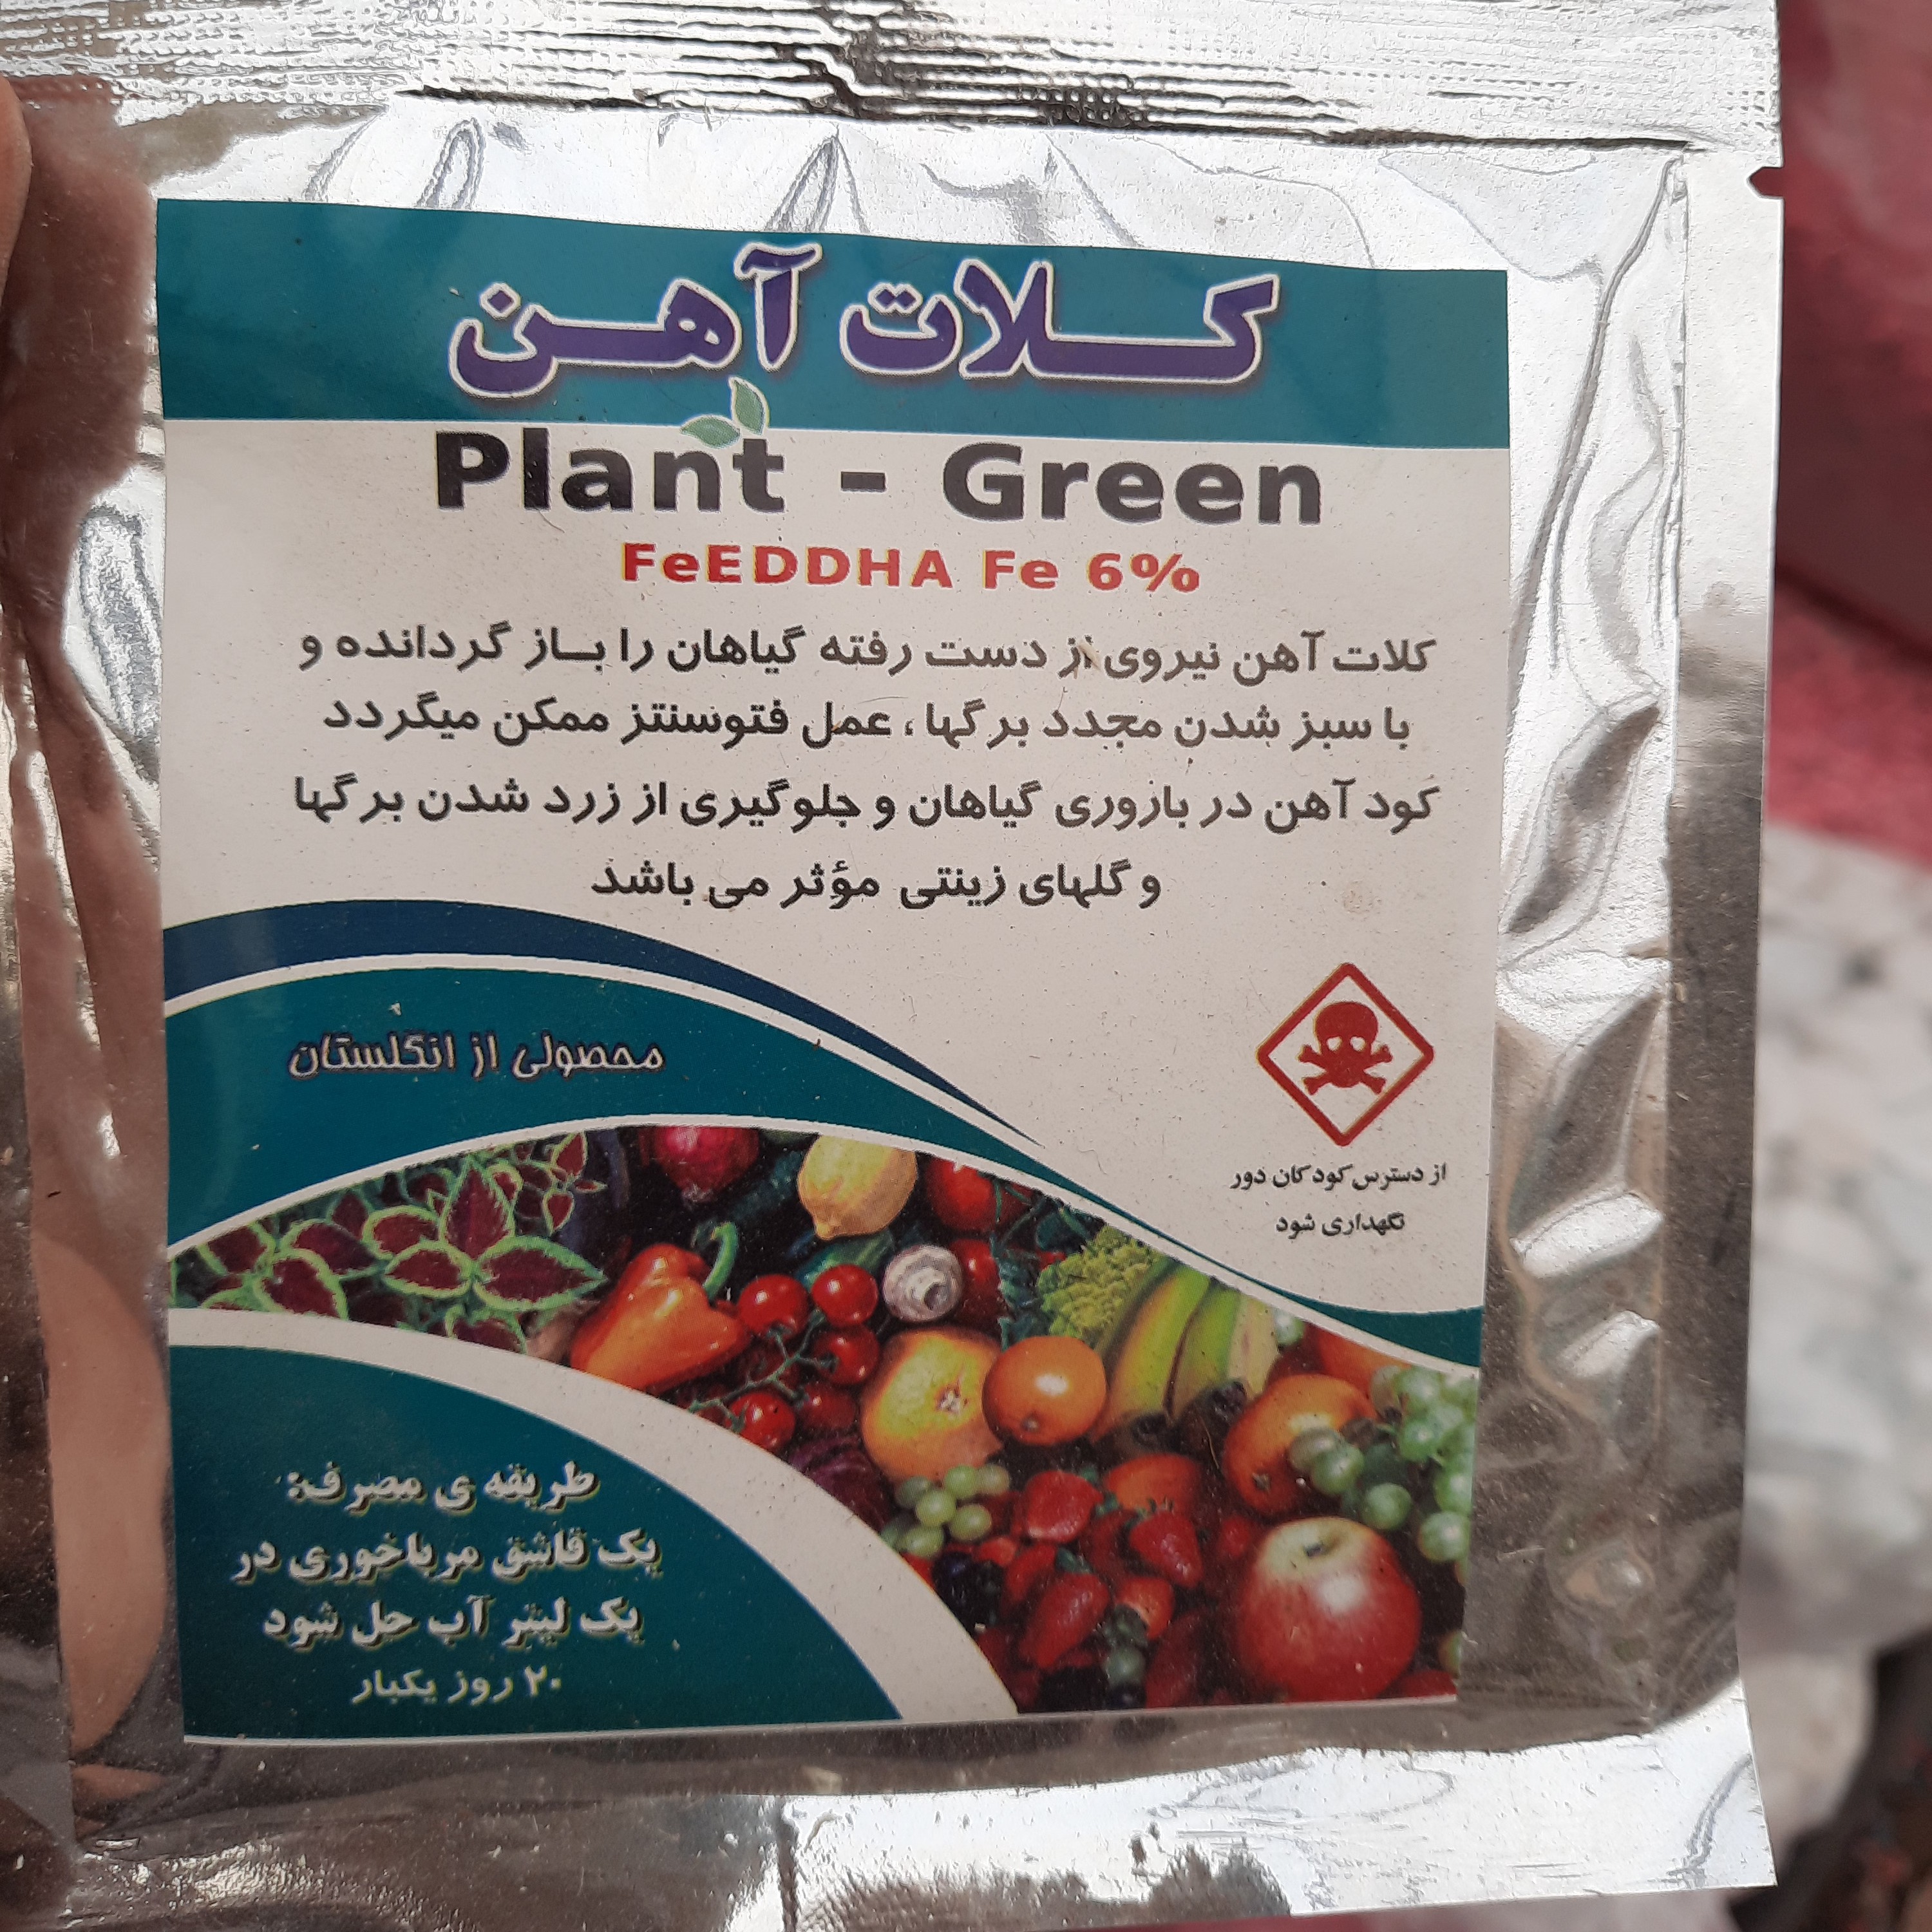 کلات آهن
Plant - Green
FeEDDHA Fe 6%
کلات آهن نیروی از دست رفته گیاهان را باز گردانده و
با سبز شدن مجدد برگها، عمل فتوسنتز ممکن میگردد
کود آهن در باروری گیاهان و جلوگیری از زرد شدن برگها
و گلهای زینتی مؤثر می باشد
محصولی از انگلستان
از دسترس کودکان دور
نگهداری شود
طریقه ی مصرف:
یک قاشق مرباخوری در
یک لیتر آب حل شود
۲۰ روز یکبار